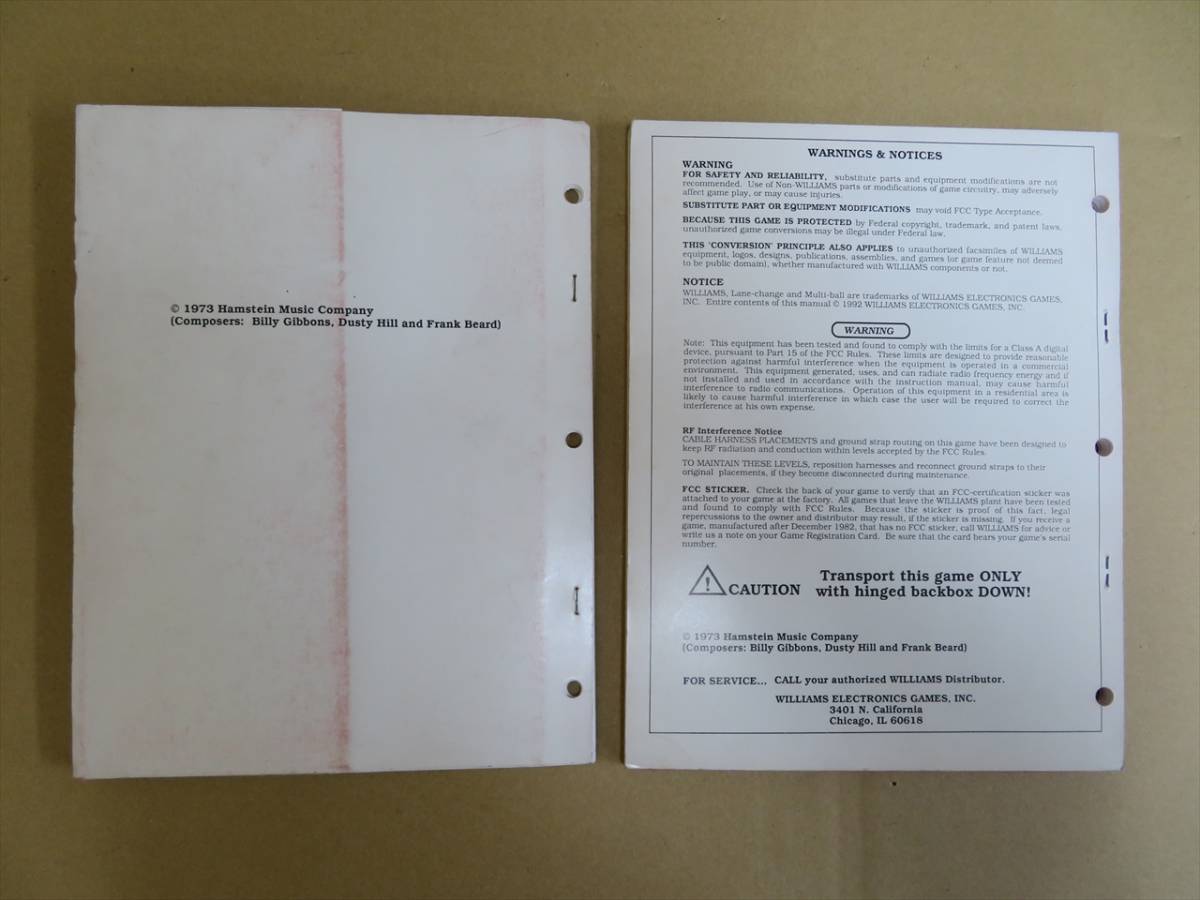 © 1973 Hamstein Music Company
(Composers: Billy Gibbons, Dusty Hill and Frank Beard)
WARNINGS & NOTICES
WARNING
FOR SAFETY AND RELIABILITY, substitute parts and equipment modifications are not
recommended. Use of Non-WILLIAMS parts or modifications of game circuitry, may adversely
affect game play, or may cause injuries.
SUBSTITUTE PART OR EQUIPMENT MODIFICATIONS may void FCC Type Acceptance.
BECAUSE THIS GAME IS PROTECTED by Federal copyright, trademark, and patent laws,
unauthorized game conversions may be illegal under Federal law.
THIS 'CONVERSION' PRINCIPLE ALSO APPLIES to unauthorized facsimiles of WILLIAMS
equipment, logos, designs, publications, assemblies, and games (or game feature not deemed
to be public domain), whether manufactured with WILLIAMS components or not.
NOTICE
WILLIAMS, Lane-change and Multi-ball are trademarks of WILLIAMS ELECTRONICS GAMES,
INC. Entire contents of this manual © 1992 WILLIAMS ELECTRONICS GAMES, INC.
WARNING
Note: This equipment has been tested and found to comply with the limits for a Class A digital
device, pursuant to Part 15 of the FCC Rules. These limits are designed to provide reasonable
protection against harmful interference when the equipment is operated in a commercial
environment. This equipment generated, uses, and can radiate radio frequency energy and if
not installed and used in accordance with the instruction manual, may cause harmful
interference to radio communications. Operation of this equipment in a residential area is
likely to cause harmful interference in which case the user will be required to correct the
interference at his own expense.
RF Interference Notice
CABLE HARNESS PLACEMENTS and ground strap routing on this game have been designed to
keep RF radiation and conduction within levels accepted by the FCC Rules.
TO MAINTAIN THESE LEVELS, reposition harnesses and reconnect ground straps to their
original placements, if they become disconnected during maintenance.
FCC STICKER. Check the back of your game to verify that an FCC-certification sticker was
attached to your game at the factory. All games that leave the WILLIAMS plant have been tested
and found to comply with FCC Rules. Because the sticker is proof of this fact, legal
repercussions to the owner and distributor may result, if the sticker is missing. If you receive a
game, manufactured after December 1982, that has no FCC sticker, call WILLIAMS for advice or
write us a note on your Game Registration Card. Be sure that the card bears your game's serial
number.
! CAUTION Transport this game ONLY
with hinged backbox DOWN!
© 1973 Hamstein Music Company
(Composers: Billy Gibbons, Dusty Hill and Frank Beard)
FOR SERVICE... CALL your authorized WILLIAMS Distributor.
WILLIAMS ELECTRONICS GAMES, INC.
3401 N. California
Chicago, IL 60618